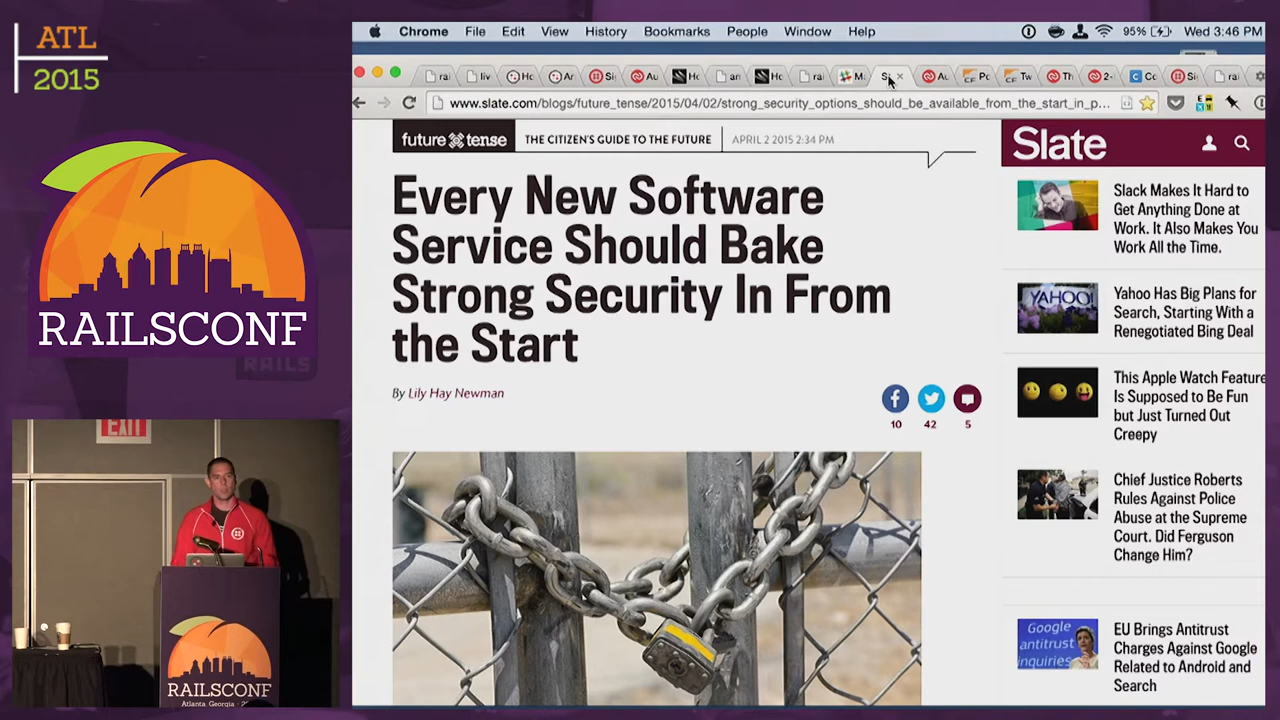 ATL
2015
RAILSCONF
RAILS
EXIT
RAILSCONF
Atlanta, Georgia
Chrome File Edit View History Bookmarks People Window Help
95%
Wed 3:46 PM
www.slate.com/blogs/future_tense/2015/04/02/strong_security_options_should_be_available_from_the_start_in_p...
future tense
THE CITIZEN'S GUIDE TO THE FUTURE
APRIL 2 2015 2:34 PM
Every New Software
Service Should Bake
Strong Security In From
the Start
By Lily Hay Newman
10
42
5
Slate
Slack Makes It Hard to
Get Anything Done at
Work. It Also Makes You
Work All the Time.
YAHOO!
Yahoo Has Big Plans for
Search, Starting With a
Renegotiated Bing Deal
This Apple Watch Feature
Is Supposed to Be Fun
but Just Turned Out
Creepy
Chief Justice Roberts
Rules Against Police
Abuse at the Supreme
Court. Did Ferguson
Change Him?
Google
antitrust
inquiries
EU Brings Antitrust
Charges Against Google
Related to Android and
Search